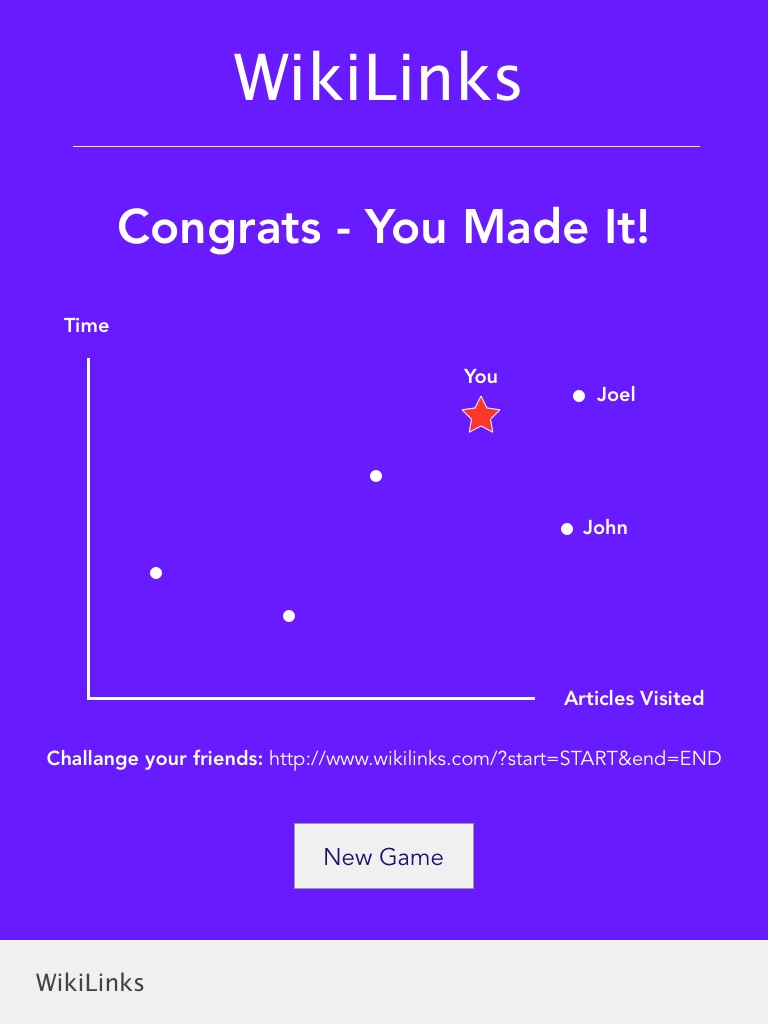 WikiLinks
Congrats - You Made It!
Time
You
Joel
John
Articles Visited
Challange your friends: http://www.wikilinks.com/?start=START&end=END
New Game
WikiLinks